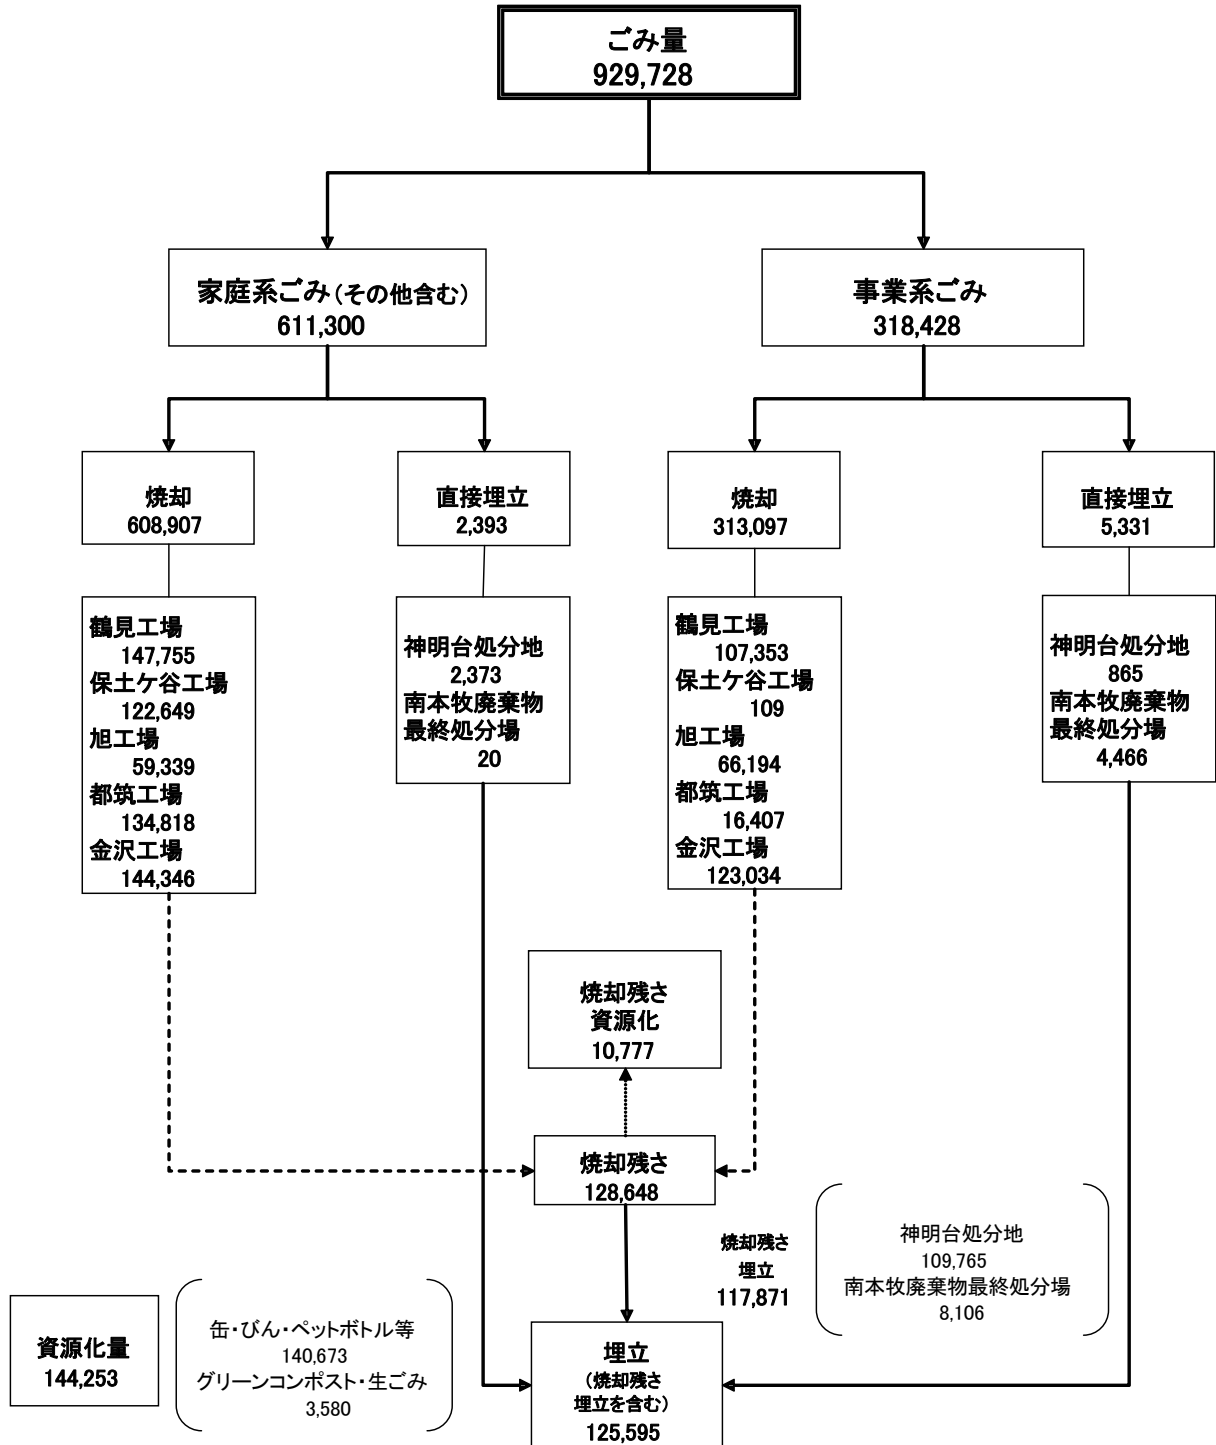 ごみ量
929,728
家庭系ごみ(その他含む)
611,300
事業系ごみ
318,428
焼却
608,907
直接埋立
2,393
焼却
313,097
直接埋立
5,331
鶴見工場
147,755
保土ケ谷工場
122,649
旭工場
59,339
都筑工場
134,818
金沢工場
144,346
神明台処分地
2,373
南本牧廃棄物
最終処分場
20
鶴見工場
107,353
保土ケ谷工場
109
旭工場
66,194
都筑工場
16,407
金沢工場
123,034
神明台処分地
865
南本牧廃棄物
最終処分場
4,466
焼却残さ
資源化
10,777
焼却残さ
128,648
焼却残さ
埋立
117,871
神明台処分地
109,765
南本牧廃棄物最終処分場
8,106
資源化量
144,253
缶・びん・ペットボトル等
140,673
グリーンコンポスト・生ごみ
3,580
埋立
(焼却残さ
埋立を含む)
125,595